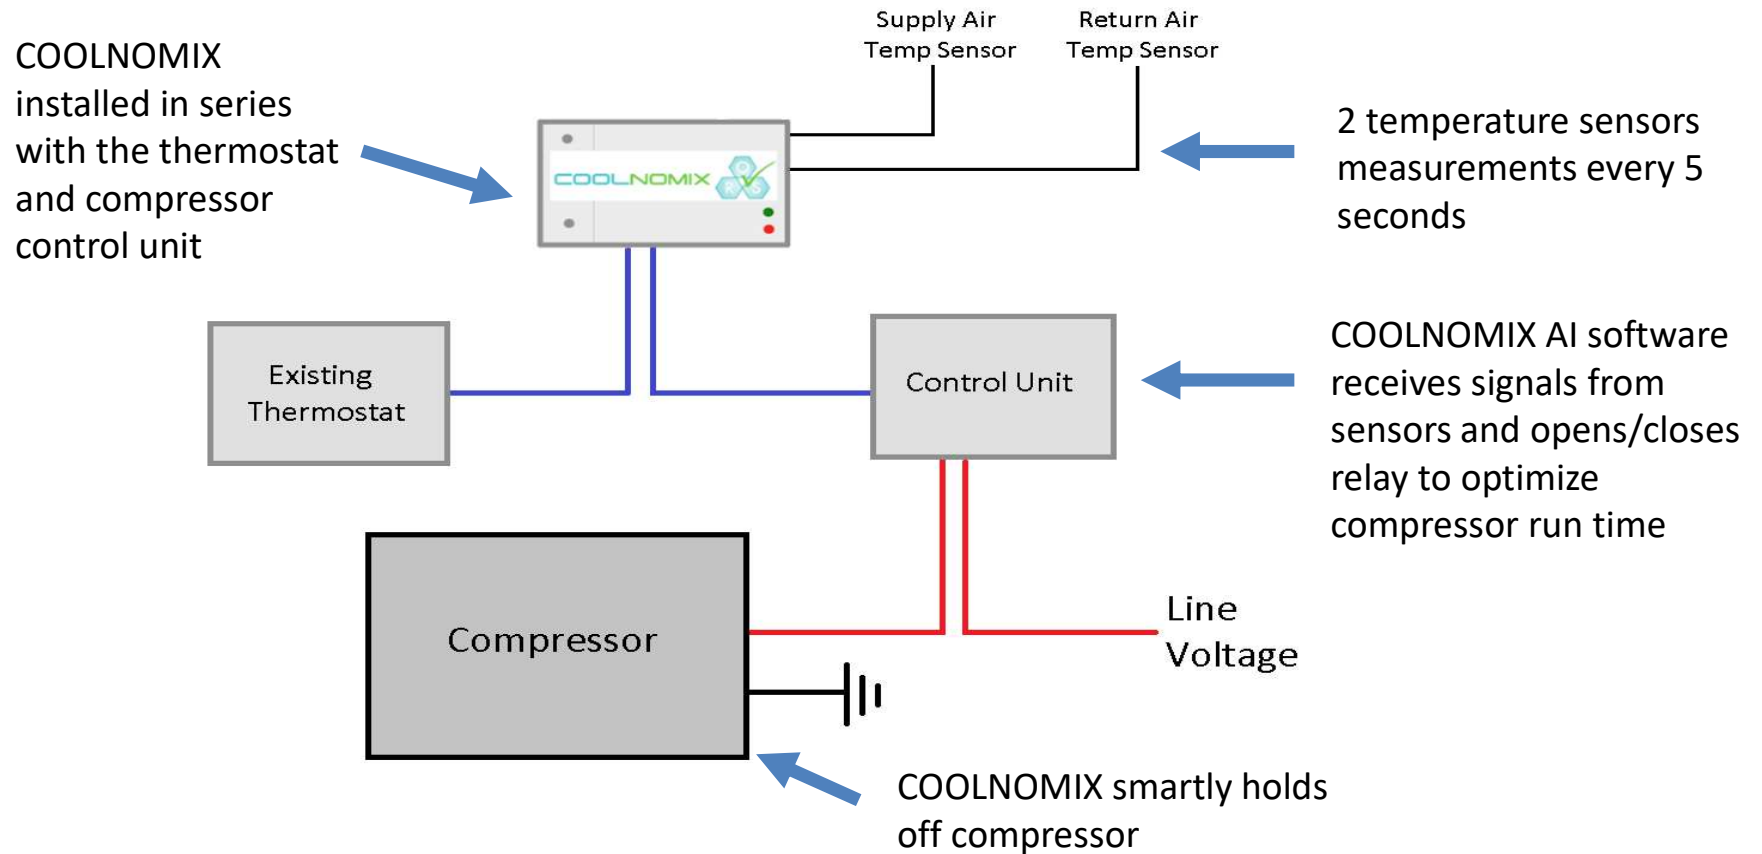 Supply Air
Temp Sensor
Return Air
Temp Sensor
COOLNOMIX
installed in series
with the thermostat
and compressor
control unit
COOLNOMIX
O
R
S
2 temperature sensors
measurements every 5
seconds
Existing
Thermostat
Control Unit
COOLNOMIX AI software
receives signals from
sensors and opens/closes
relay to optimize
compressor run time
Compressor
Line
Voltage
COOLNOMIX smartly holds
off compressor